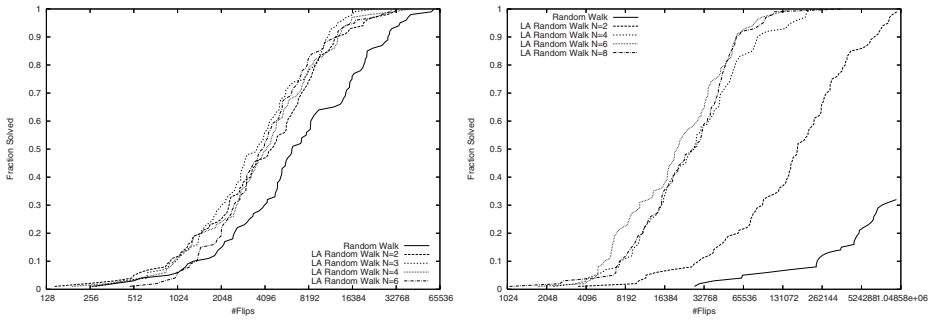 1
0.9
0.8
0.7
0.6
0.5
0.4
0.3
0.2
0.1
0
Fraction Solved
128 256 512 1024 2048 4096 8192 16384 32768 65536
#Flips
Random Walk
LA Random Walk N=2
LA Random Walk N=3
LA Random Walk N=4
LA Random Walk N=6
1
0.9
0.8
0.7
0.6
0.5
0.4
0.3
0.2
0.1
0
Fraction Solved
1024 2048 4096 8192 16384 32768 65536 131072 262144 5242881.04858e+06
#Flips
Random Walk
LA Random Walk N=2
LA Random Walk N=4
LA Random Walk N=6
LA Random Walk N=8